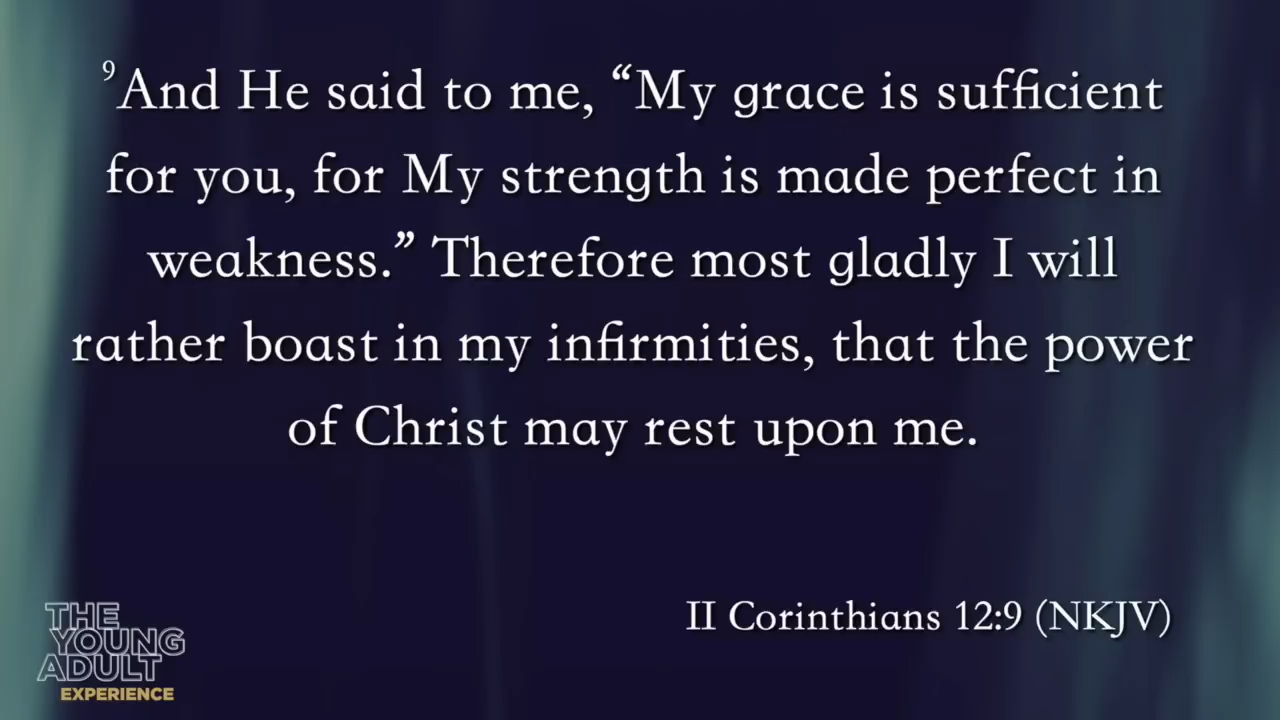 9And He said to me, “My grace is sufficient
for you, for My strength is made perfect in
weakness.” Therefore most gladly I will
rather boast in my infirmities, that the power
of Christ may rest upon me.
II Corinthians 12:9 (NKJV)
THE
YOUNG
ADULT
EXPERIENCE